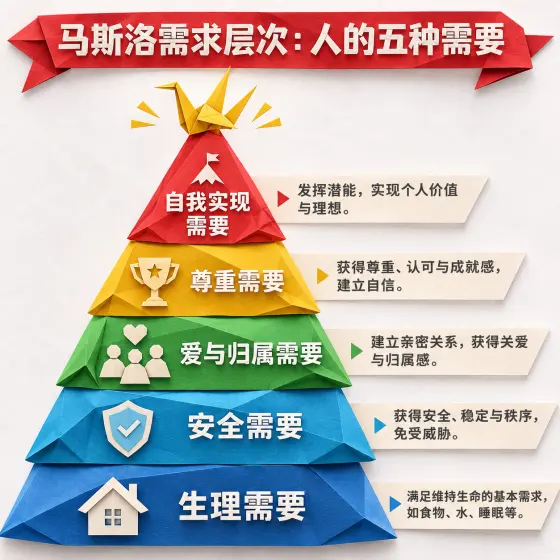 马斯洛需求层次：人的五种需要
自我实现
需要
发挥潜能，实现个人价值
与理想。
尊重需要
获得尊重、认可与成就感，
建立自信。
爱与归属需要
建立亲密关系，获得关爱
与归属感。
安全需要
获得安全、稳定与秩序，
免受威胁。
生理需要
满足维持生命的基本需求，
如食物、水、睡眠等。